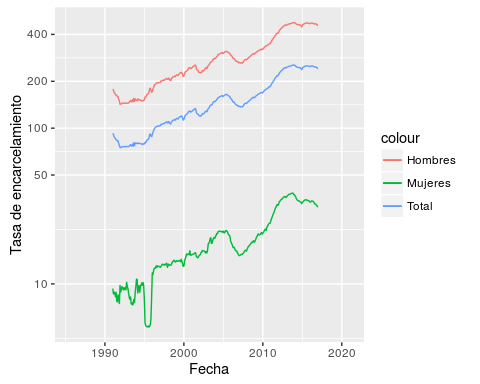 400
200
100
50
10
Tasa de encarcelamiento
1990
2000
2010
2020
Fecha
colour
Hombres
Mujeres
Total